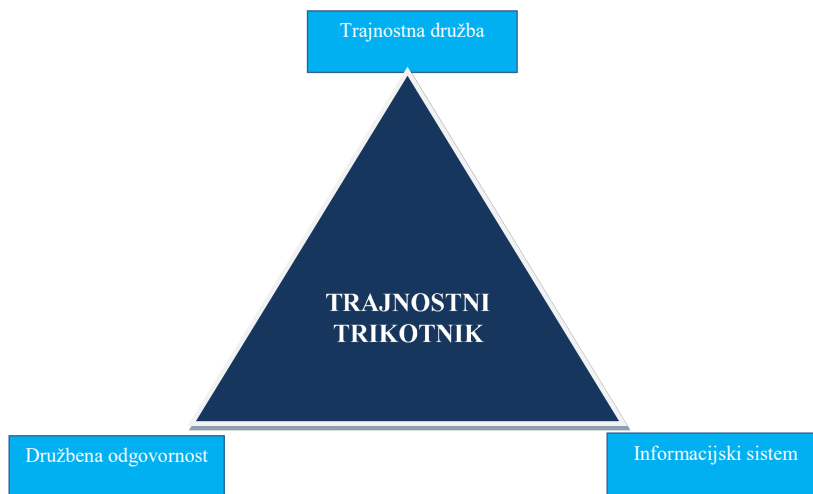 Trajnostna družba
TRAJNOSTNI
TRIKOTNIK
Družbena odgovornost
Informacijski sistem